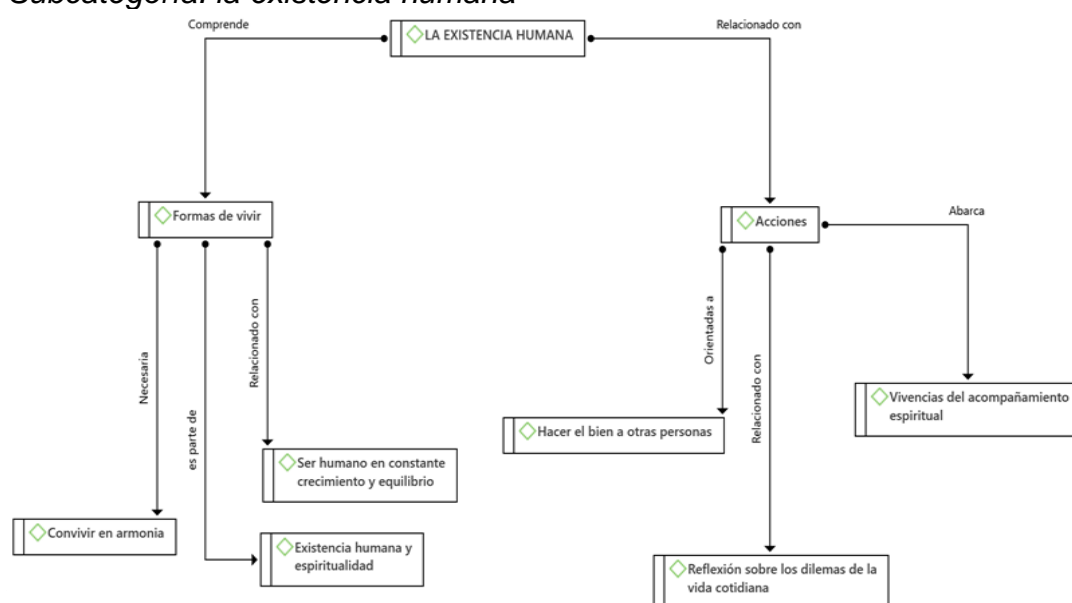 Subcategoría: la existencia humana
Comprende
LA EXISTENCIA HUMANA
Relacionado con
Formas de vivir
Acciones
Abarca
Necesaria
es parte de
Relacionado con
Orientadas a
Relacionado con
Vivencias del acompañamiento
espiritual
Hacer el bien a otras personas
Ser humano en constante
crecimiento y equilibrio
Convivir en armonia
Existencia humana y
espiritualidad
Reflexión sobre los dilemas de la
vida cotidiana